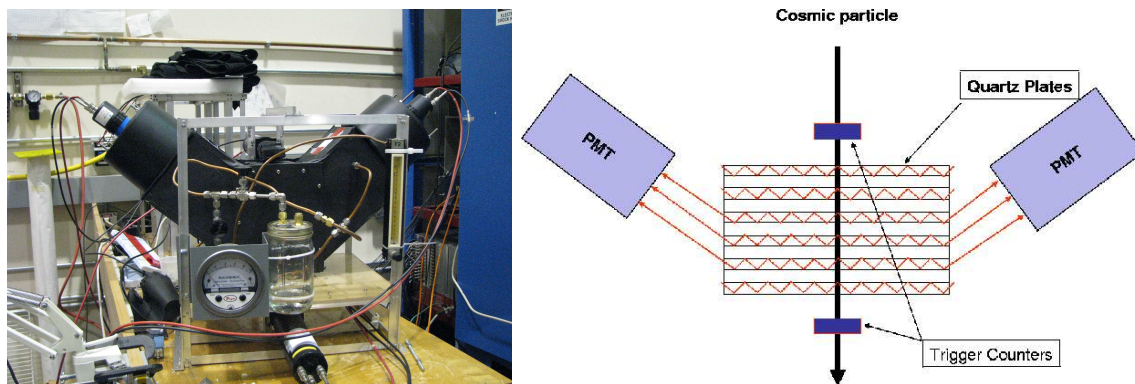 Cosmic particle
Quartz Plates
PMT
PMT
Trigger Counters